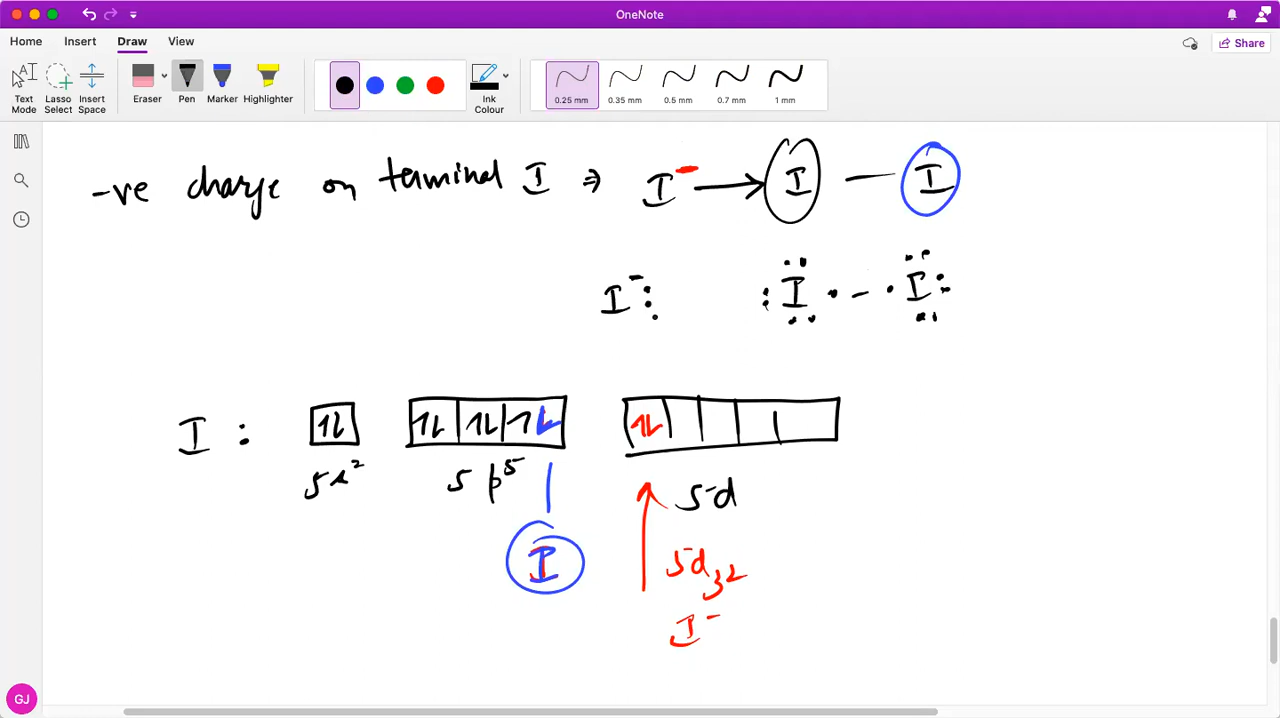 OneNote
Home Insert Draw View
Share
Text Mode
Lasso Select
Insert Space
Eraser
Pen
Marker
Highlighter
0.25 mm 0.35 mm 0.5 mm 0.7 mm 1 mm
Ink Colour
-ve charge on terminal I ⇒ I⁻ → I — I
I⁻: :I· – ·I:
I :
5s² 5p⁵ 5d
I
5d_z²
I⁻
GJ